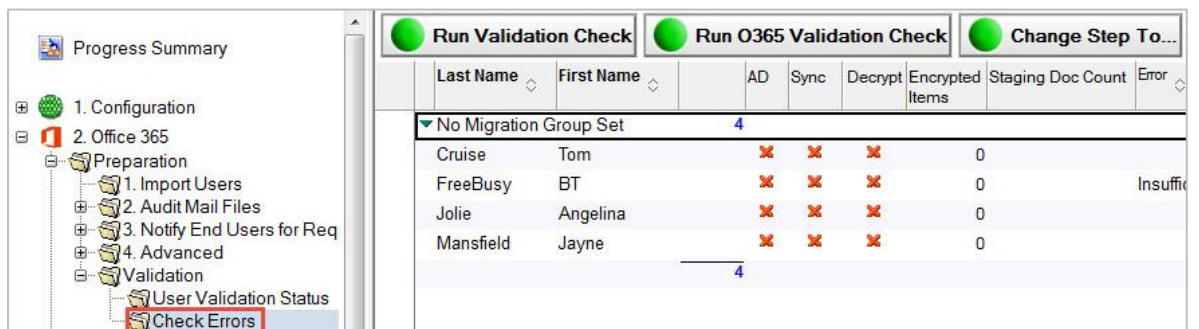 Progress Summary
1. Configuration
2. Office 365
Preparation
1. Import Users
2. Audit Mail Files
3. Notify End Users for Req
4. Advanced
Validation
User Validation Status
Check Errors
Run Validation Check Run O365 Validation Check Change Step To...
Last Name First Name AD Sync Decrypt Encrypted Items Staging Doc Count Error
No Migration Group Set 4
Cruise Tom 0
FreeBusy BT 0 Insuffic
Jolie Angelina 0
Mansfield Jayne 0
4